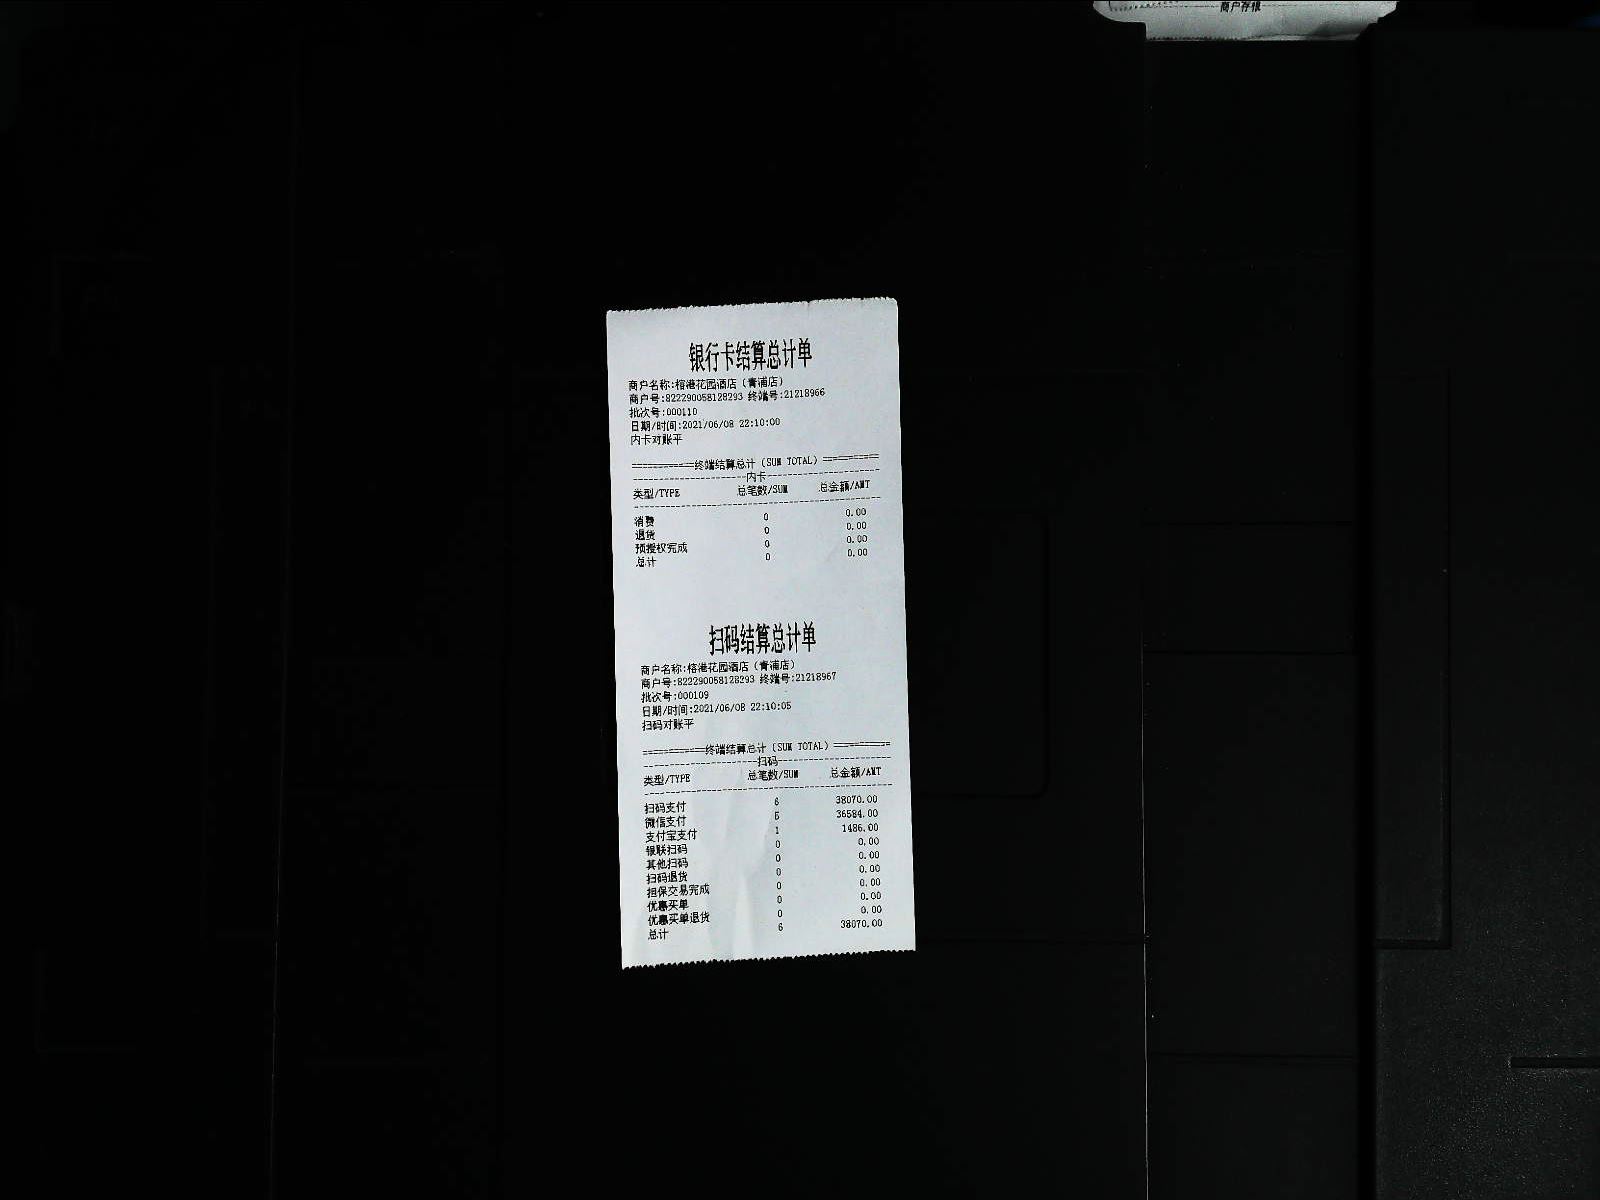 商户存根
银行卡结算总计单
商户名称:榕港花园酒店（青浦店）
商户号:822290058128293 终端号:21218966
批次号:000110
日期/时间:2021/06/08 22:10:00
内卡对账平
===========终端结算总计（SUM TOTAL）==========
----------------------内卡----------------------
类型/TYPE 总笔数/SUM 总金额/AMT
消费 0 0.00
退货 0 0.00
预授权完成 0 0.00
总计 0 0.00
扫码结算总计单
商户名称:榕港花园酒店（青浦店）
商户号:822290058128293 终端号:21218967
批次号:000109
日期/时间:2021/06/08 22:10:05
扫码对账平
===========终端结算总计（SUM TOTAL）==========
----------------------扫码----------------------
类型/TYPE 总笔数/SUM 总金额/AMT
扫码支付 6 38070.00
微信支付 5 36584.00
支付宝支付 1 1486.00
银联扫码 0 0.00
其他扫码 0 0.00
扫码退货 0 0.00
担保交易完成 0 0.00
优惠买单 0 0.00
优惠买单退货 0 0.00
总计 6 38070.00